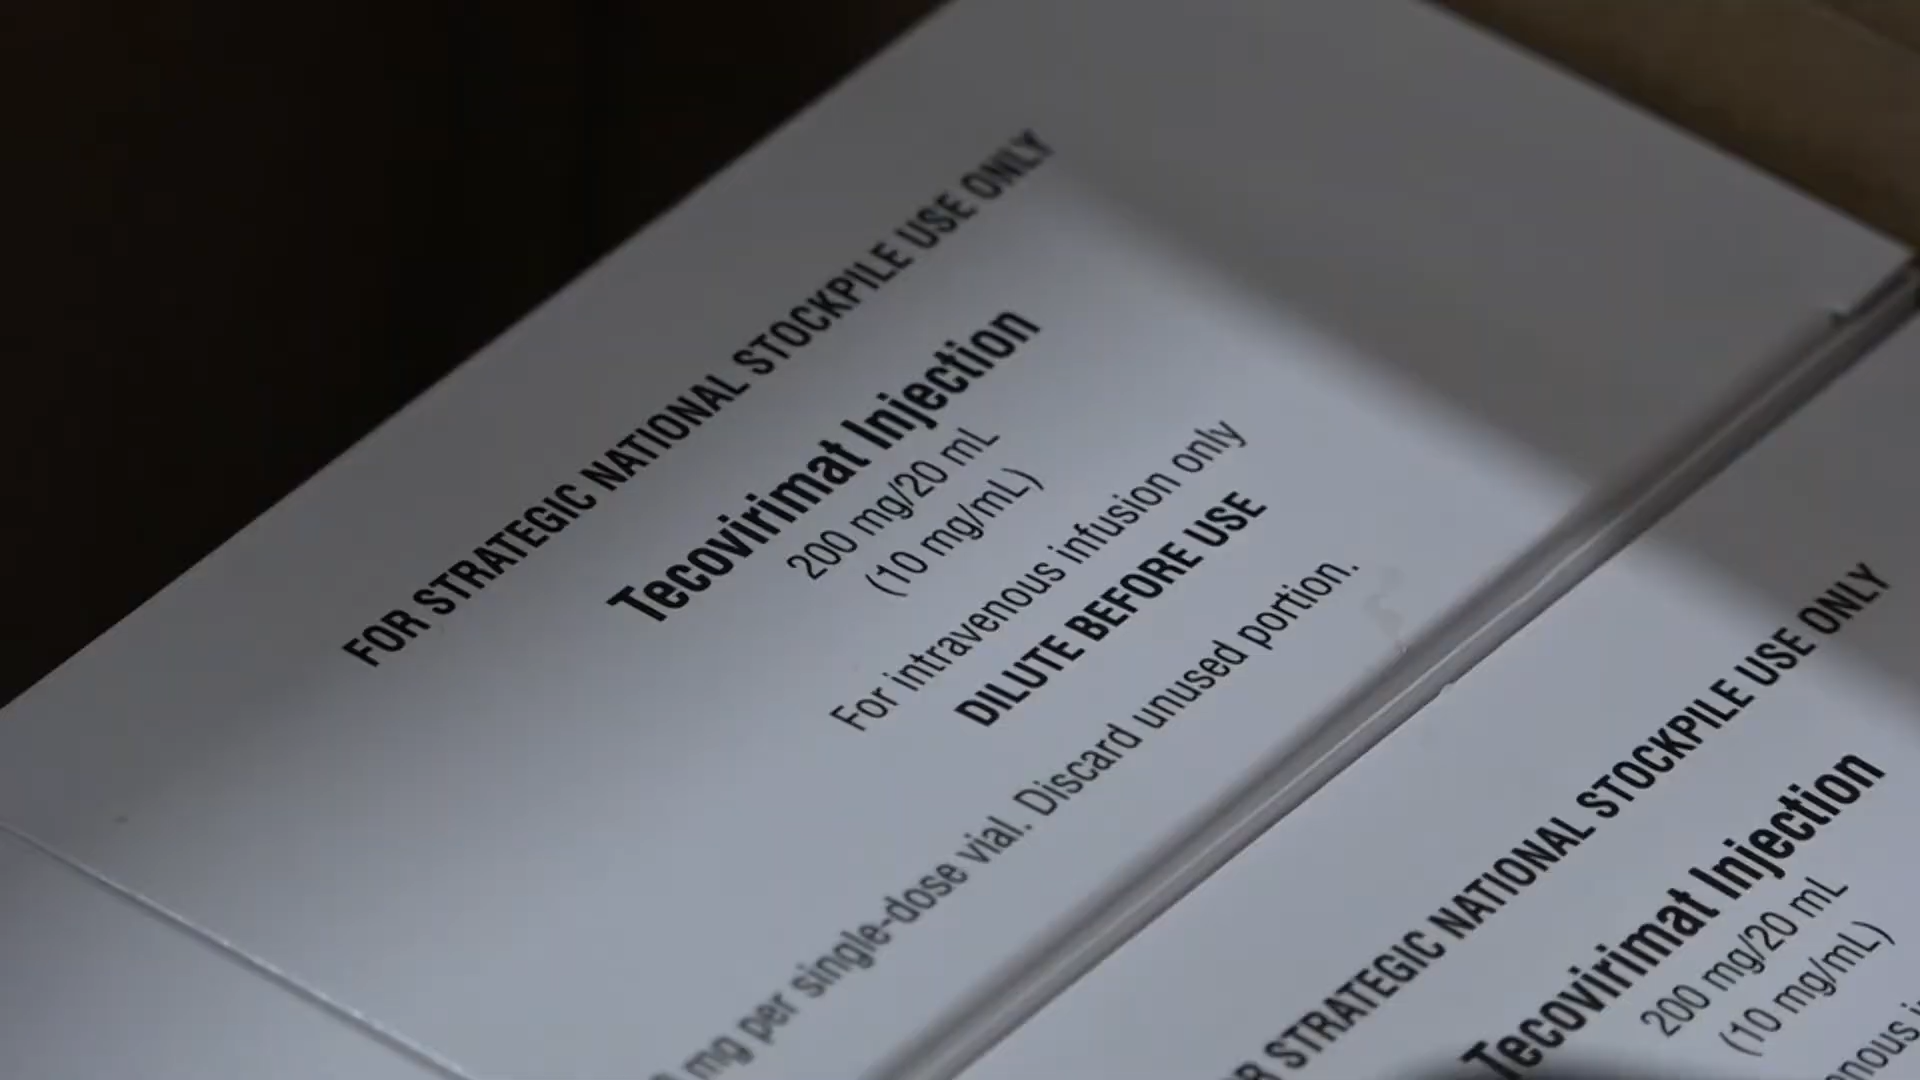 FOR STRATEGIC NATIONAL STOCKPILE USE ONLY
Tecovirimat Injection
200 mg/20 mL
(10 mg/mL)
For intravenous infusion only
DILUTE BEFORE USE
mg per single-dose vial. Discard unused portion.
STRATEGIC NATIONAL STOCKPILE USE ONLY
Tecovirimat Injection
200 mg/20 mL
(10 mg/mL)